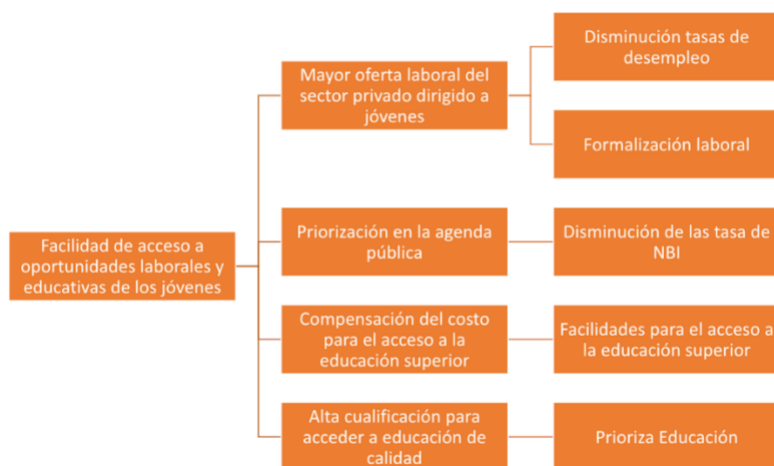 Facilidad de acceso a
oportunidades laborales y
educativas de los jóvenes
Mayor oferta laboral del
sector privado dirigido a
jóvenes
Disminución tasas de
desempleo
Formalización laboral
Priorización en la agenda
pública
Disminución de las tasa de
NBI
Compensación del costo
para el acceso a la
educación superior
Facilidades para el acceso a
la educación superior
Alta cualificación para
acceder a educación de
calidad
Prioriza Educación